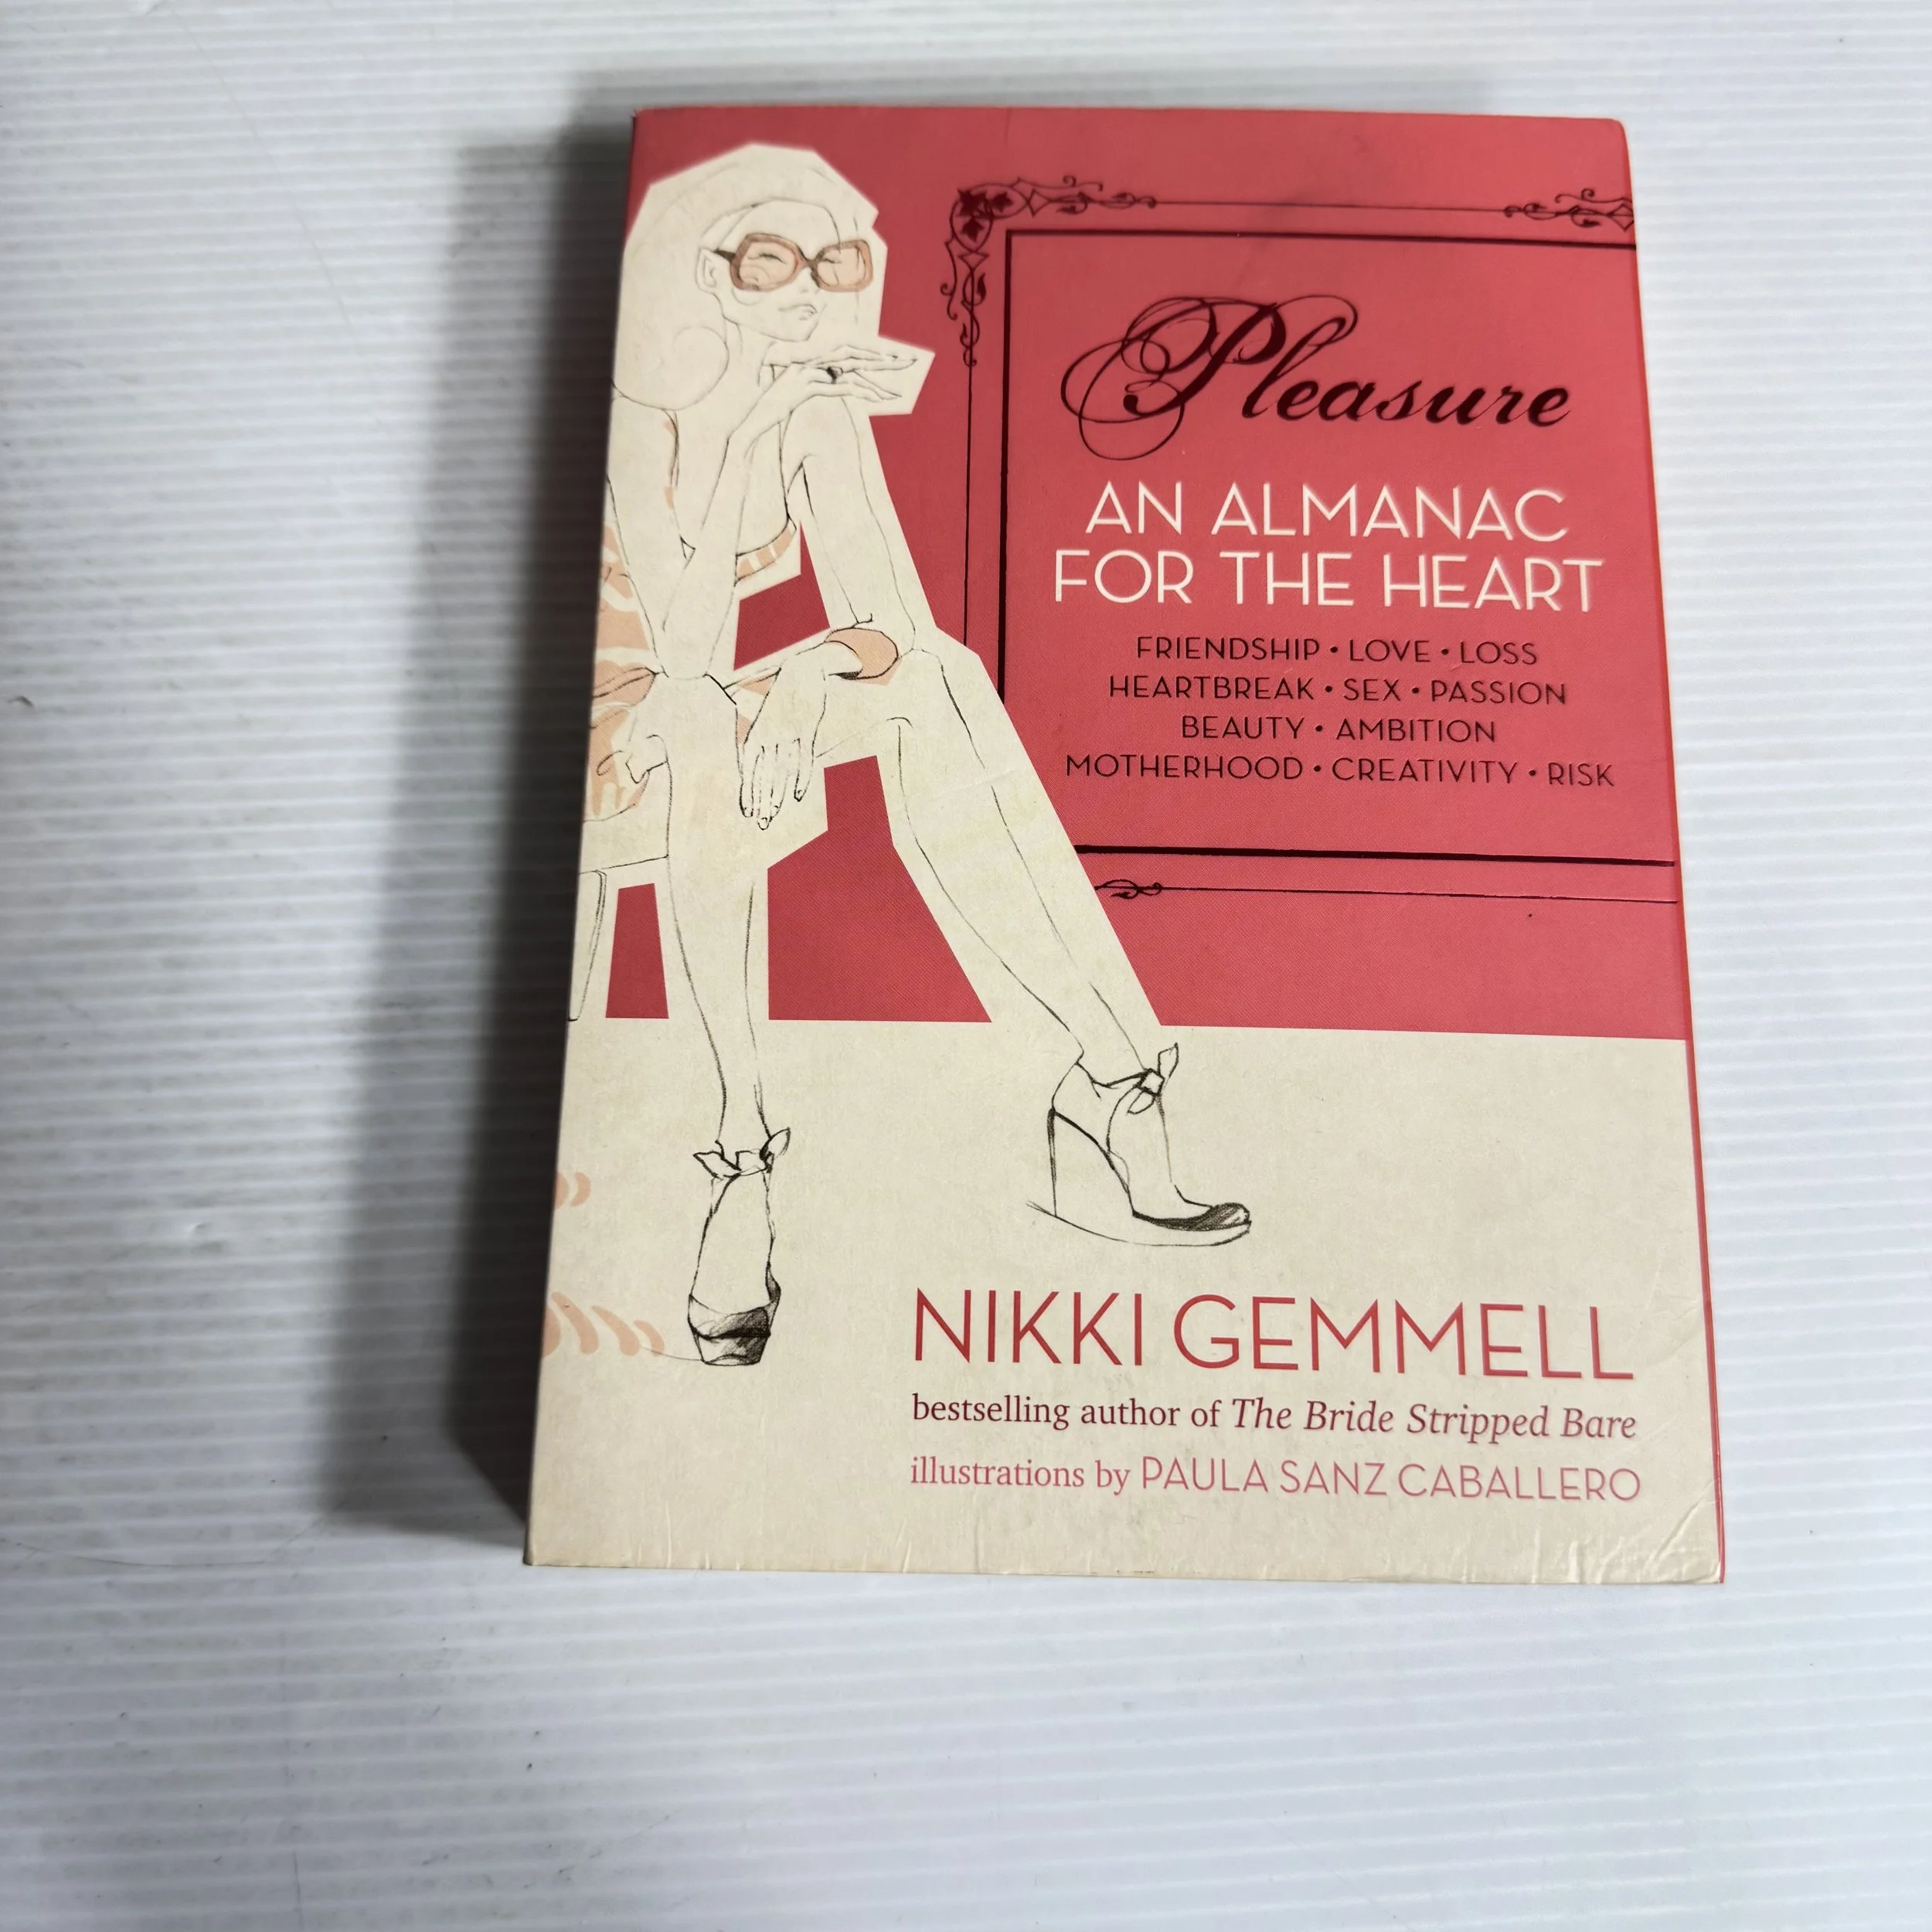 Pleasure
AN ALMANAC
FOR THE HEART
FRIENDSHIP • LOVE • LOSS
HEARTBREAK • SEX • PASSION
BEAUTY • AMBITION
MOTHERHOOD • CREATIVITY • RISK
NIKKI GEMMELL
bestselling author of The Bride Stripped Bare
illustrations by PAULA SANZ CABALLERO